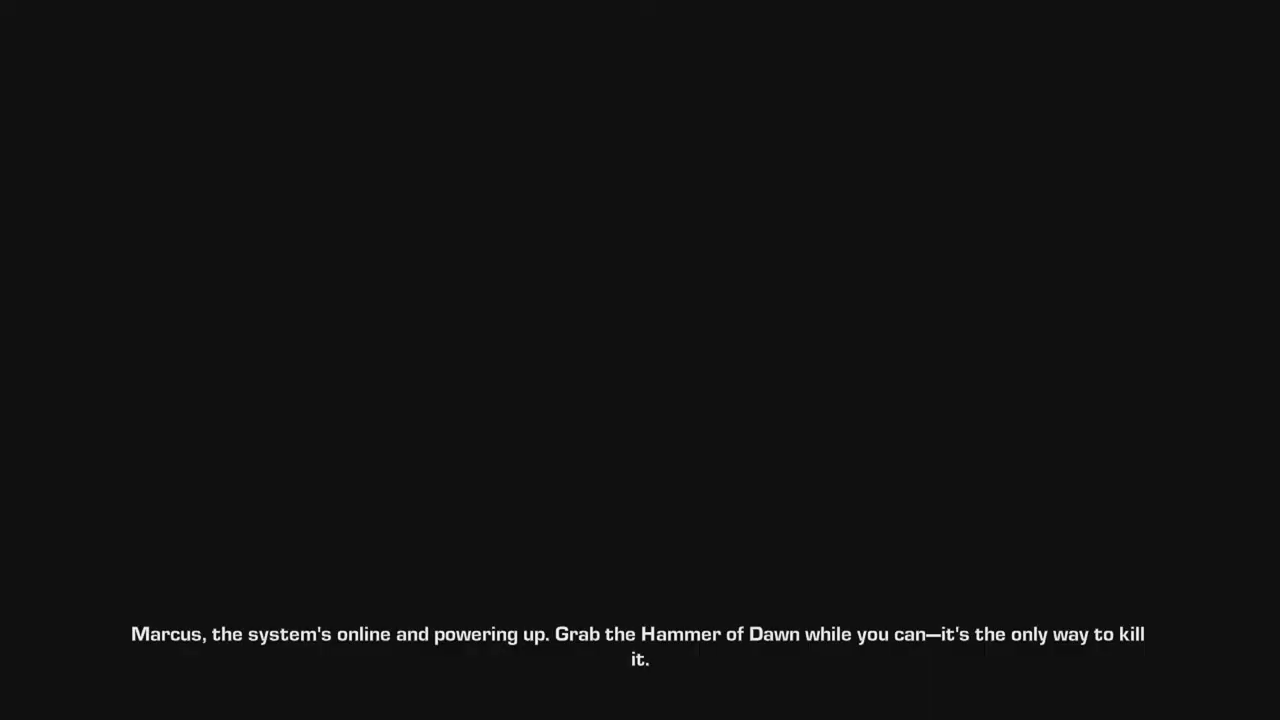 Marcus, the system's online and powering up. Grab the Hammer of Dawn while you can—it's the only way to kill
it.